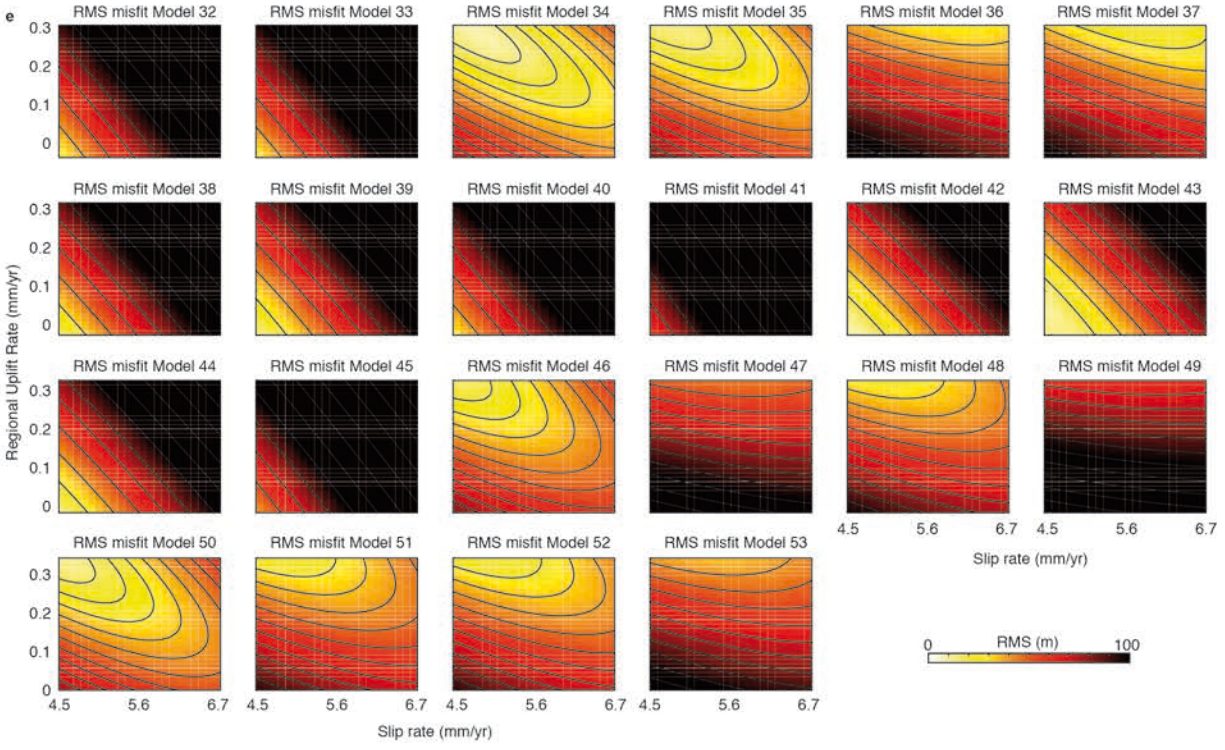 e
RMS misfit Model 32 RMS misfit Model 33 RMS misfit Model 34 RMS misfit Model 35 RMS misfit Model 36 RMS misfit Model 37
0.3
0.2
0.1
0
RMS misfit Model 38 RMS misfit Model 39 RMS misfit Model 40 RMS misfit Model 41 RMS misfit Model 42 RMS misfit Model 43
0.3
0.2
0.1
0
Regional Uplift Rate (mm/yr)
RMS misfit Model 44 RMS misfit Model 45 RMS misfit Model 46 RMS misfit Model 47 RMS misfit Model 48 RMS misfit Model 49
0.3
0.2
0.1
0
4.5 5.6 6.7 4.5 5.6 6.7
Slip rate (mm/yr)
RMS misfit Model 50 RMS misfit Model 51 RMS misfit Model 52 RMS misfit Model 53
0.3
0.2
0.1
0
4.5 5.6 6.7 4.5 5.6 6.7 4.5 5.6 6.7 4.5 5.6 6.7
Slip rate (mm/yr)
0 RMS (m) 100